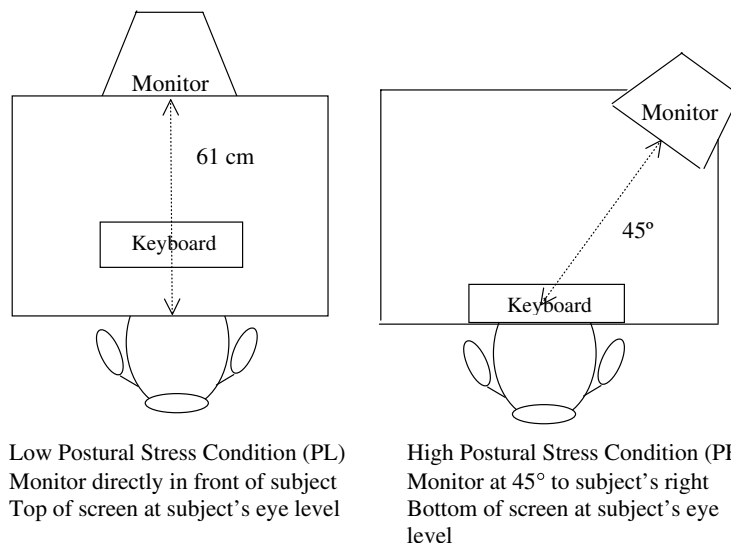 Monitor
61 cm
Keyboard
Low Postural Stress Condition (PL)
Monitor directly in front of subject
Top of screen at subject's eye level
Monitor
45º
Keyboard
High Postural Stress Condition
Monitor at 45° to subject's right
Bottom of screen at subject's eye
level